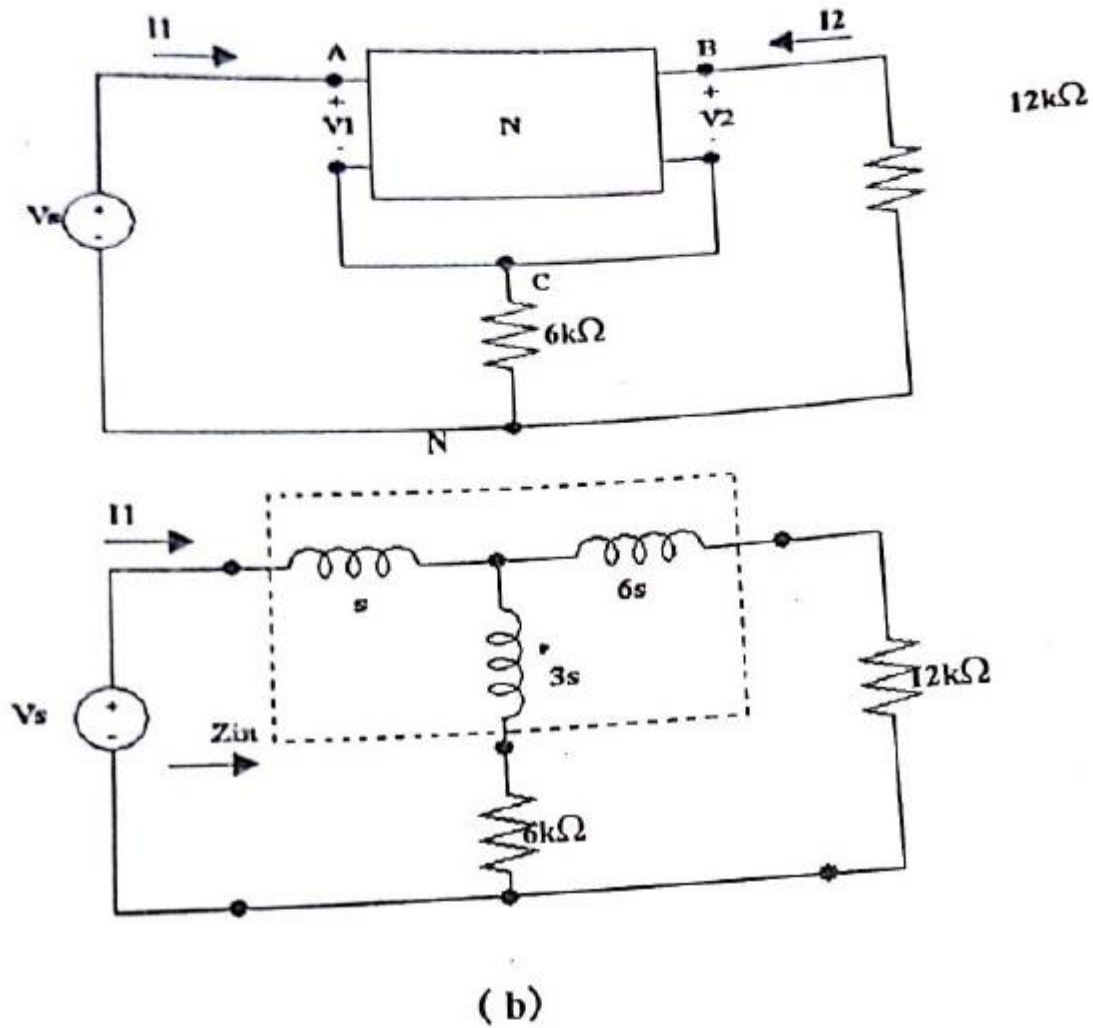 I1
I2
A
B
+
+
V1
N
V2
-
-
12kΩ
Vs
+
-
C
6kΩ
N
I1
s
6s
3s
Vs
+
-
Zin
12kΩ
6kΩ
(b)